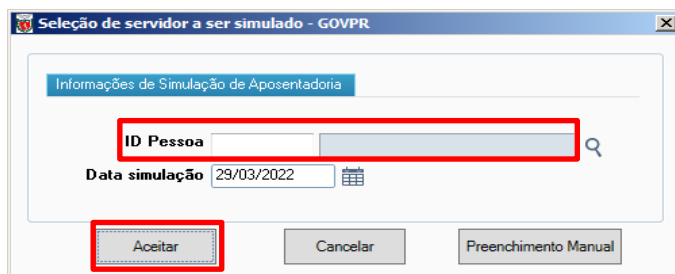 Seleção de servidor a ser simulado - GOVPR
Informações de Simulação de Aposentadoria
ID Pessoa
Data simulação 29/03/2022
Aceitar Cancelar Preenchimento Manual